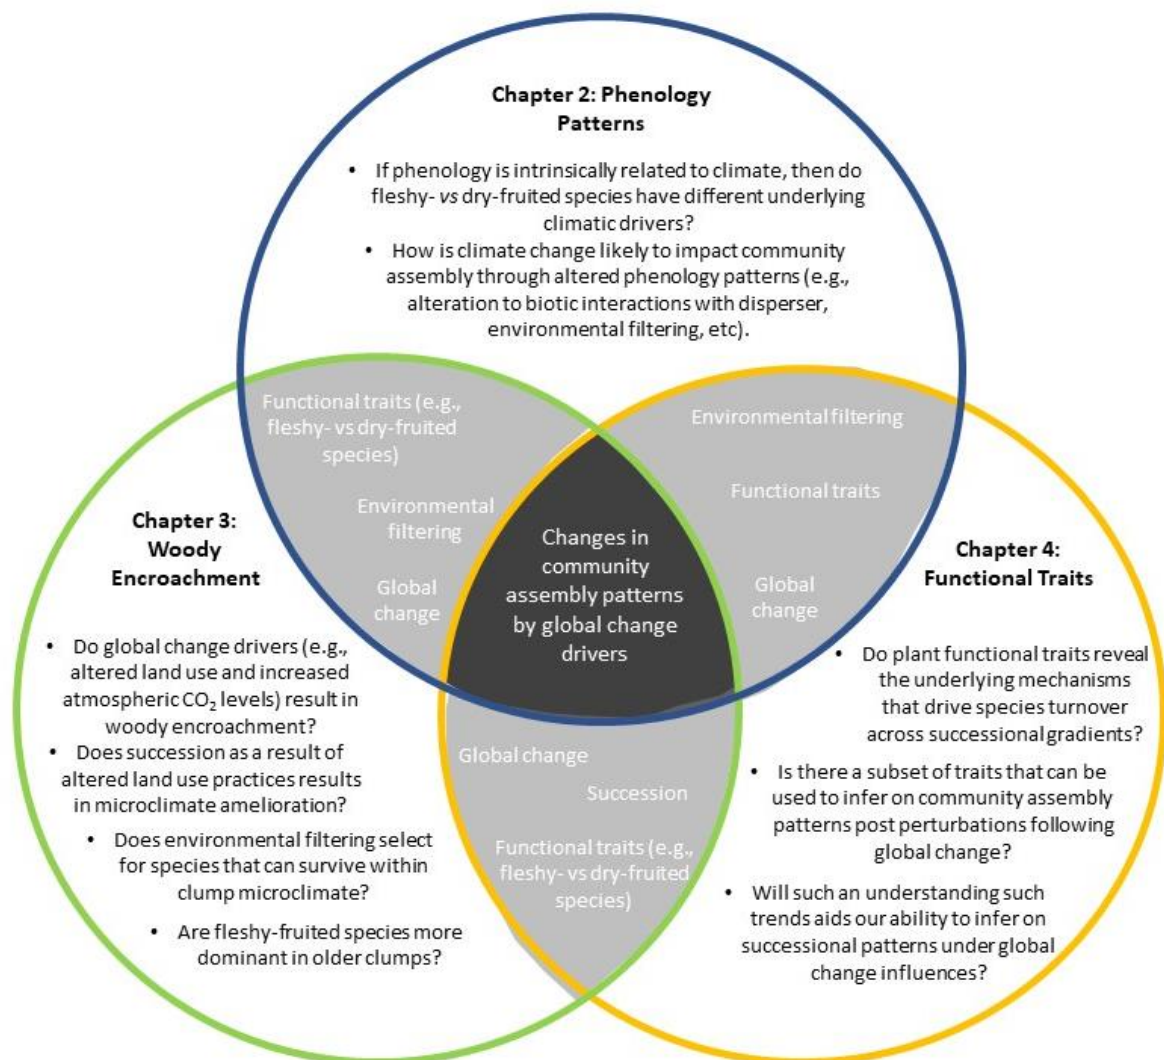 Chapter 2: Phenology
Patterns
• If phenology is intrinsically related to climate, then do
fleshy- vs dry-fruited species have different underlying
climatic drivers?
• How is climate change likely to impact community
assembly through altered phenology patterns (e.g.,
alteration to biotic interactions with disperser,
environmental filtering, etc).
Functional traits (e.g.,
fleshy- vs dry-fruited
species)
Environmental
filtering
Global
change
Environmental filtering
Functional traits
Global
change
Changes in
community
assembly patterns
by global change
drivers
Chapter 3:
Woody
Encroachment
• Do global change drivers (e.g.,
altered land use and increased
atmospheric CO₂ levels) result in
woody encroachment?
• Does succession as a result of
altered land use practices results
in microclimate amelioration?
• Does environmental filtering select
for species that can survive within
clump microclimate?
• Are fleshy-fruited species more
dominant in older clumps?
Global change
Succession
Functional traits (e.g.,
fleshy- vs dry-fruited
species)
Chapter 4:
Functional Traits
• Do plant functional traits reveal
the underlying mechanisms
that drive species turnover
across successional gradients?
• Is there a subset of traits that can be
used to infer on community assembly
patterns post perturbations following
global change?
• Will such an understanding such
trends aids our ability to infer on
successional patterns under global
change influences?